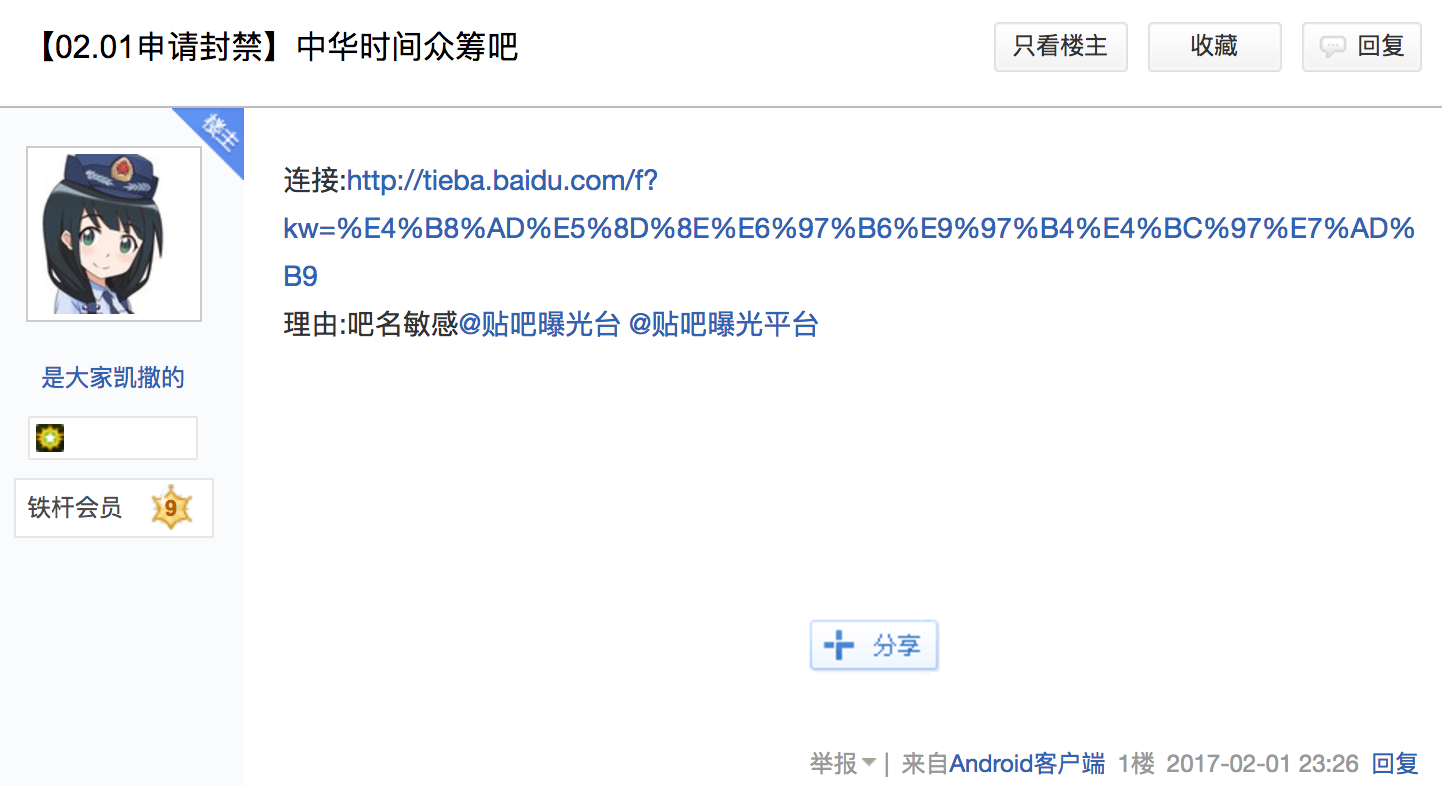 【02.01申请封禁】中华时间众筹吧
只看楼主
收藏
回复
楼主
连接:http://tieba.baidu.com/f?
kw=%E4%B8%AD%E5%8D%8E%E6%97%B6%E9%97%B4%E4%BC%97%E7%AD%
B9
理由:吧名敏感@贴吧曝光台 @贴吧曝光平台
是大家凯撒的
铁杆会员 9
分享
举报 | 来自Android客户端 1楼 2017-02-01 23:26 回复